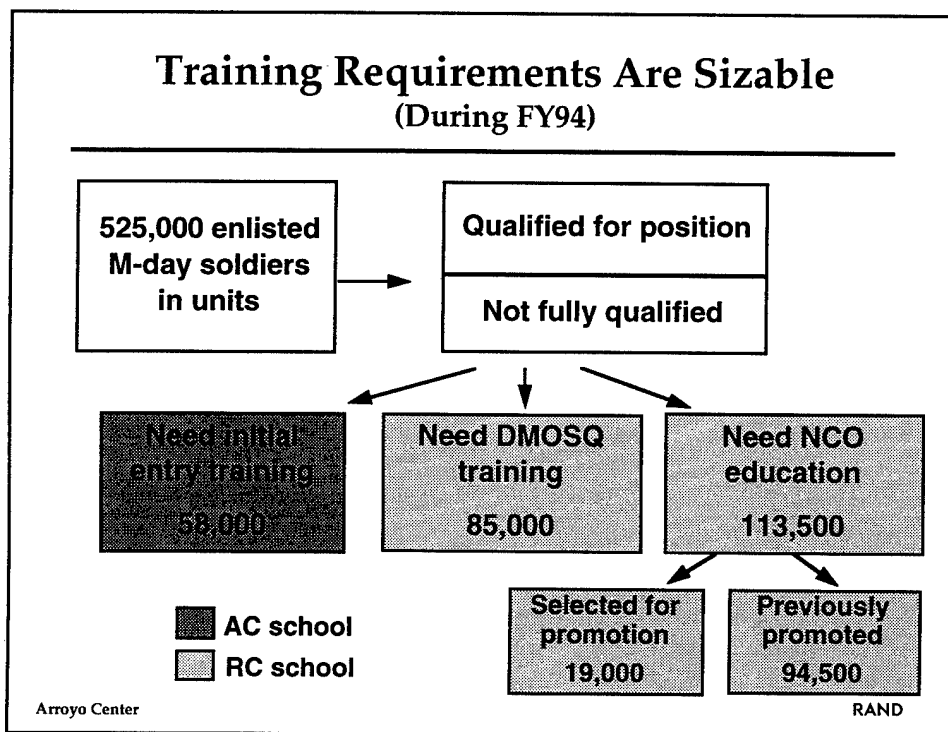 Training Requirements Are Sizable
(During FY94)
525,000 enlisted
M-day soldiers
in units
Qualified for position
Not fully qualified
Need initial
entry training
58,000
Need DMOSQ
training
85,000
Need NCO
education
113,500
Selected for
promotion
19,000
Previously
promoted
94,500
AC school
RC school
Arroyo Center
RAND